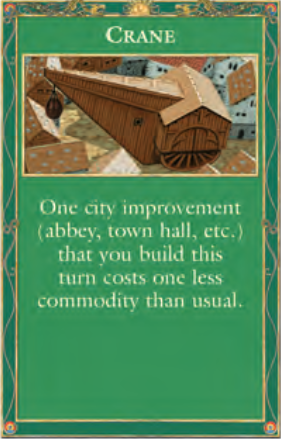 CRANE
One city improvement
(abbey, town hall, etc.)
that you build this
turn costs one less
commodity than usual.